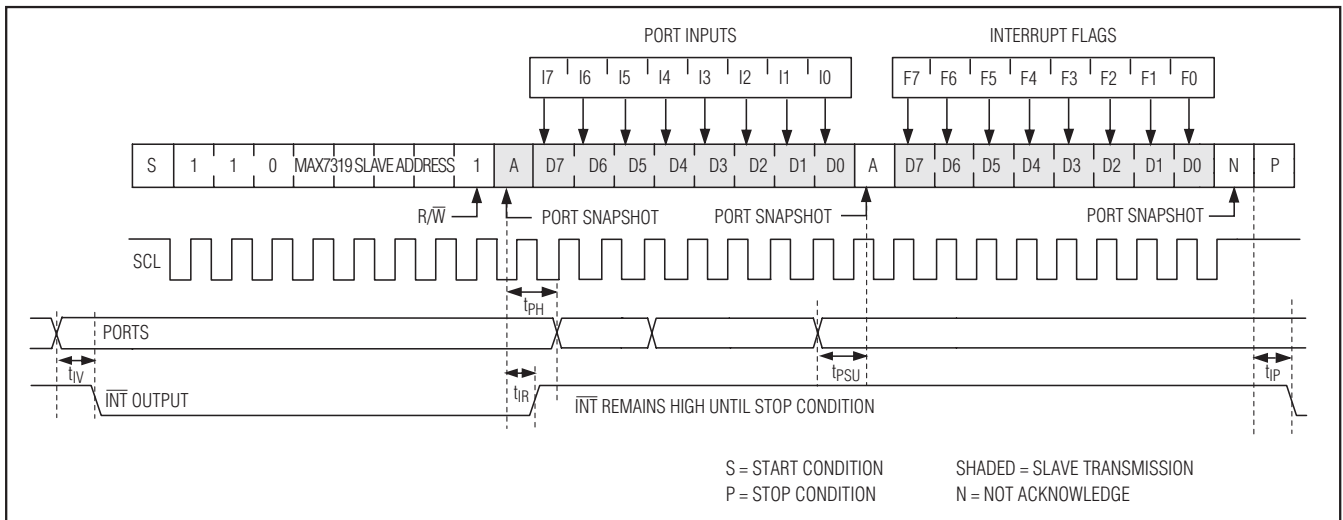 PORT INPUTS INTERRUPT FLAGS
I7 I6 I5 I4 I3 I2 I1 I0 F7 F6 F5 F4 F3 F2 F1 F0
S 1 1 0 MAX7319 SLAVE ADDRESS 1 A D7 D6 D5 D4 D3 D2 D1 D0 A D7 D6 D5 D4 D3 D2 D1 D0 N P
R/W̅ PORT SNAPSHOT PORT SNAPSHOT PORT SNAPSHOT
SCL
tPH
PORTS
tIV tIR tPSU tIP
I̅N̅T̅ OUTPUT I̅N̅T̅ REMAINS HIGH UNTIL STOP CONDITION
S = START CONDITION SHADED = SLAVE TRANSMISSION
P = STOP CONDITION N = NOT ACKNOWLEDGE